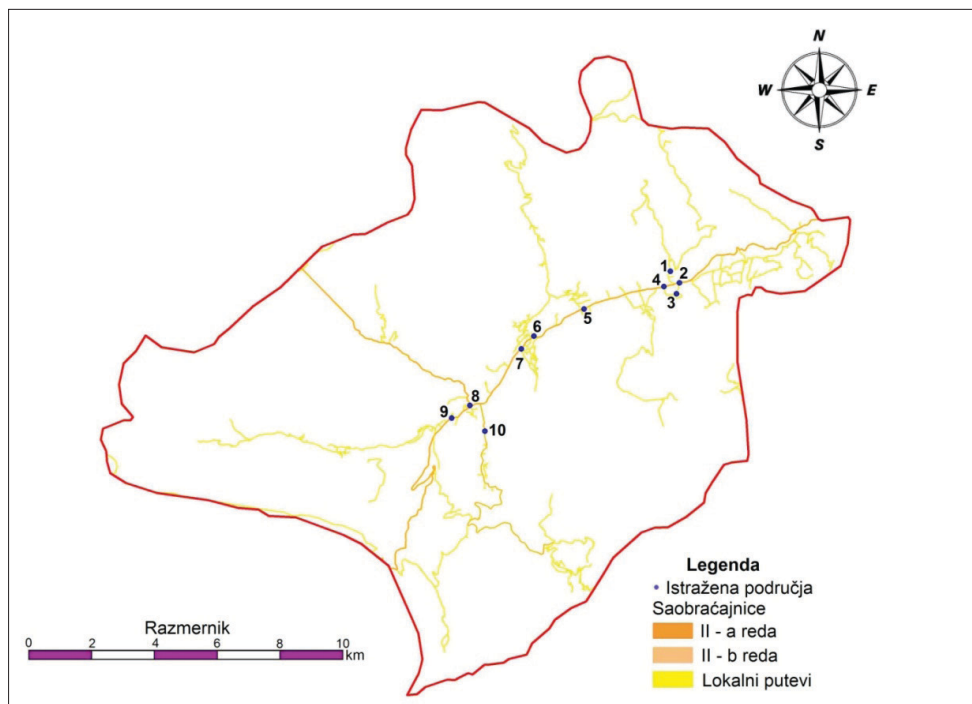 N
W E
S
1
2
4
3
5
6
7
8
9
10
Legenda
Istražena područja
Saobraćajnice
II - a reda
II - b reda
Lokalni putevi
Razmernik
0 2 4 6 8 10
km